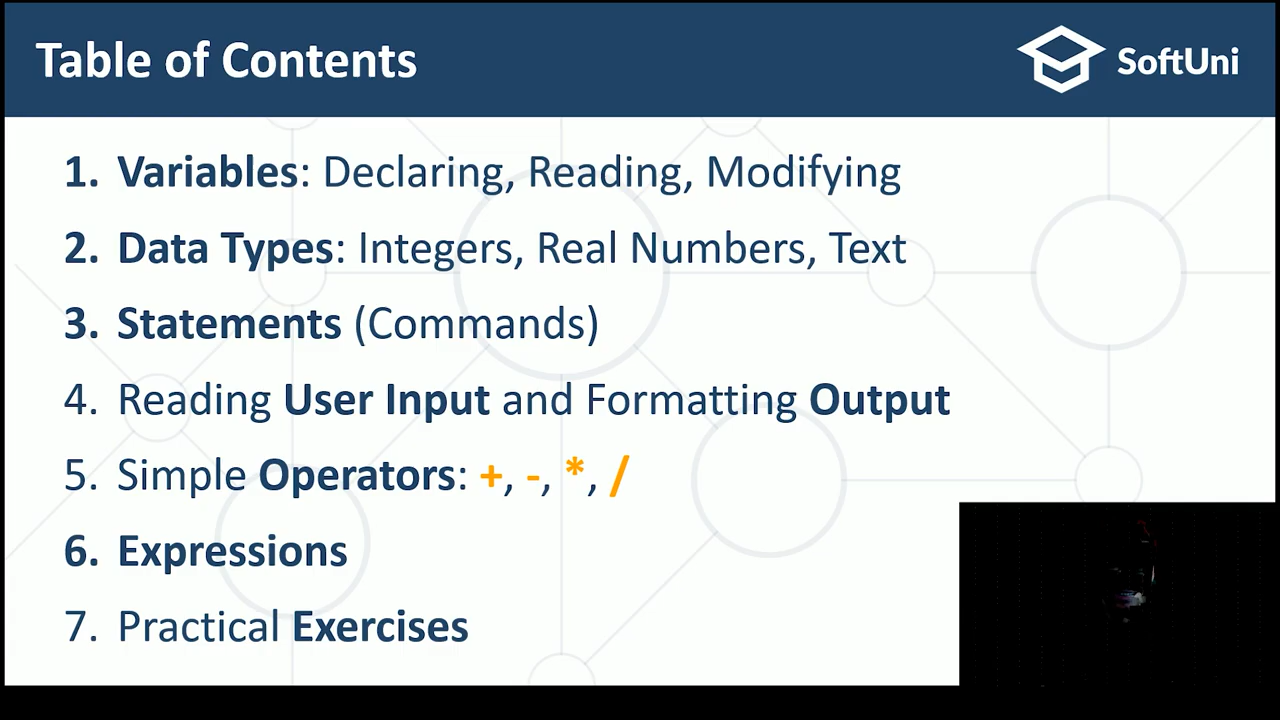 Table of Contents
SoftUni
1. Variables: Declaring, Reading, Modifying
2. Data Types: Integers, Real Numbers, Text
3. Statements (Commands)
4. Reading User Input and Formatting Output
5. Simple Operators: +, -, *, /
6. Expressions
7. Practical Exercises